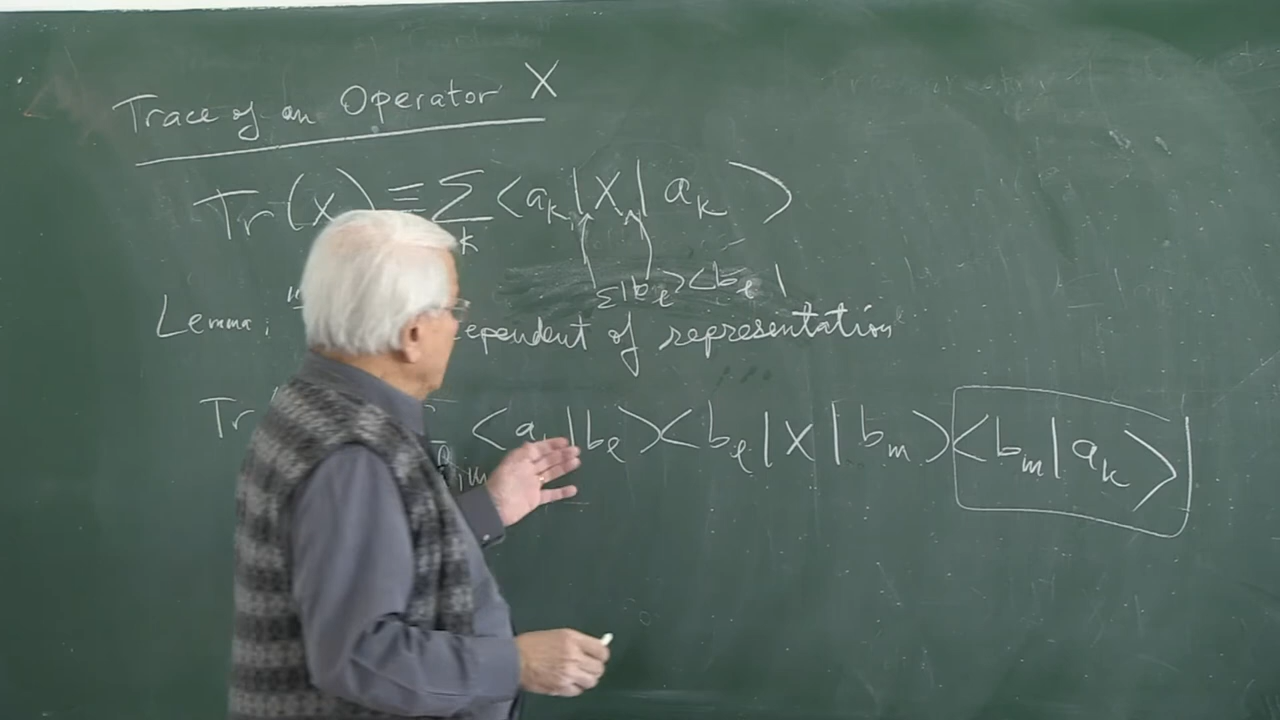 Trace of an Operator X
Tr(X) ≡ Σ_k <a_k|X|a_k>
Σ|b_ℓ><b_ℓ|
Lemma: ependent of representation
Tr <a_k|b_ℓ><b_ℓ|X|b_m><b_m|a_k>